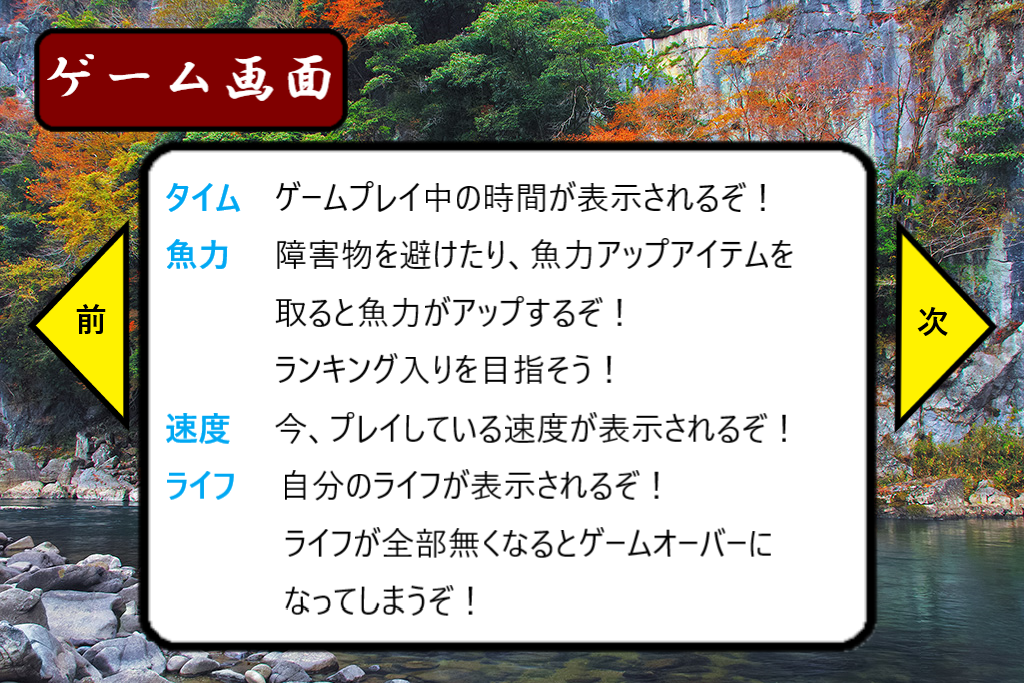 ゲーム画面
タイム ゲームプレイ中の時間が表示されるぞ！
魚力 障害物を避けたり、魚力アップアイテムを
取ると魚力がアップするぞ！
前
次
ランキング入りを目指そう！
速度 今、プレイしている速度が表示されるぞ！
ライフ 自分のライフが表示されるぞ！
ライフが全部無くなるとゲームオーバーに
なってしまうぞ！